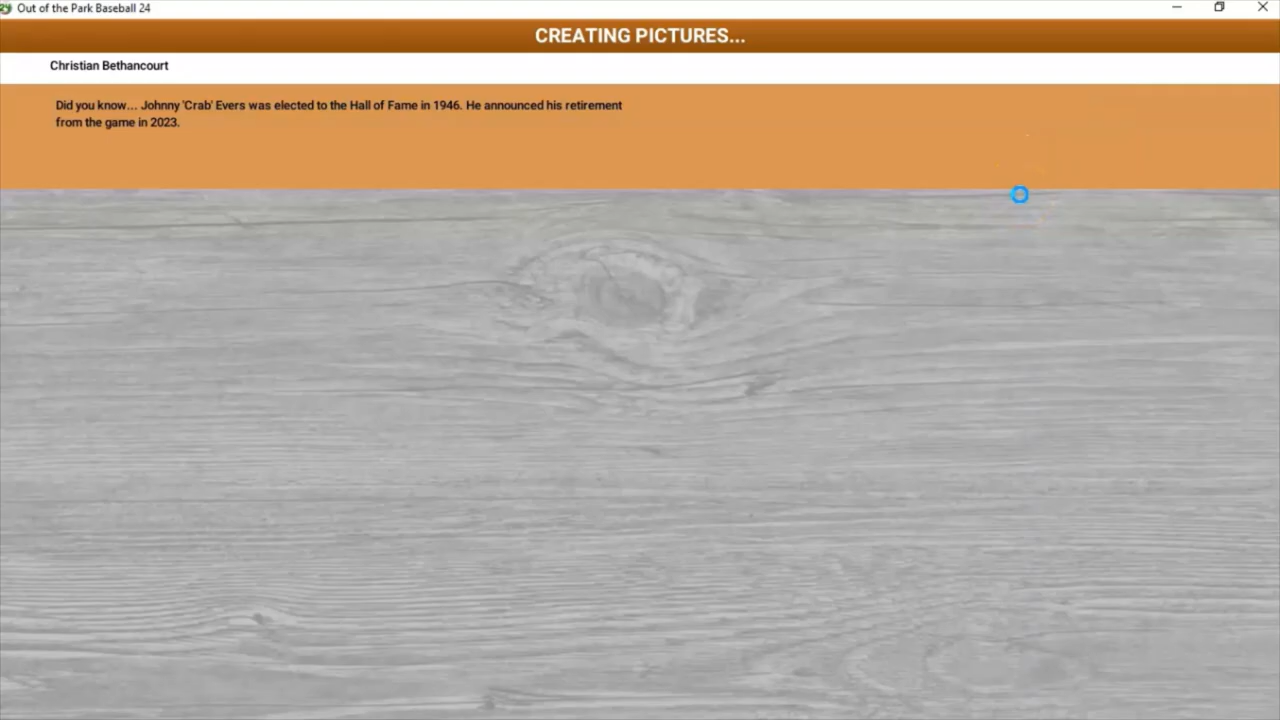 Out of the Park Baseball 24
CREATING PICTURES...
Christian Bethancourt
Did you know... Johnny 'Crab' Evers was elected to the Hall of Fame in 1946. He announced his retirement
from the game in 2023.